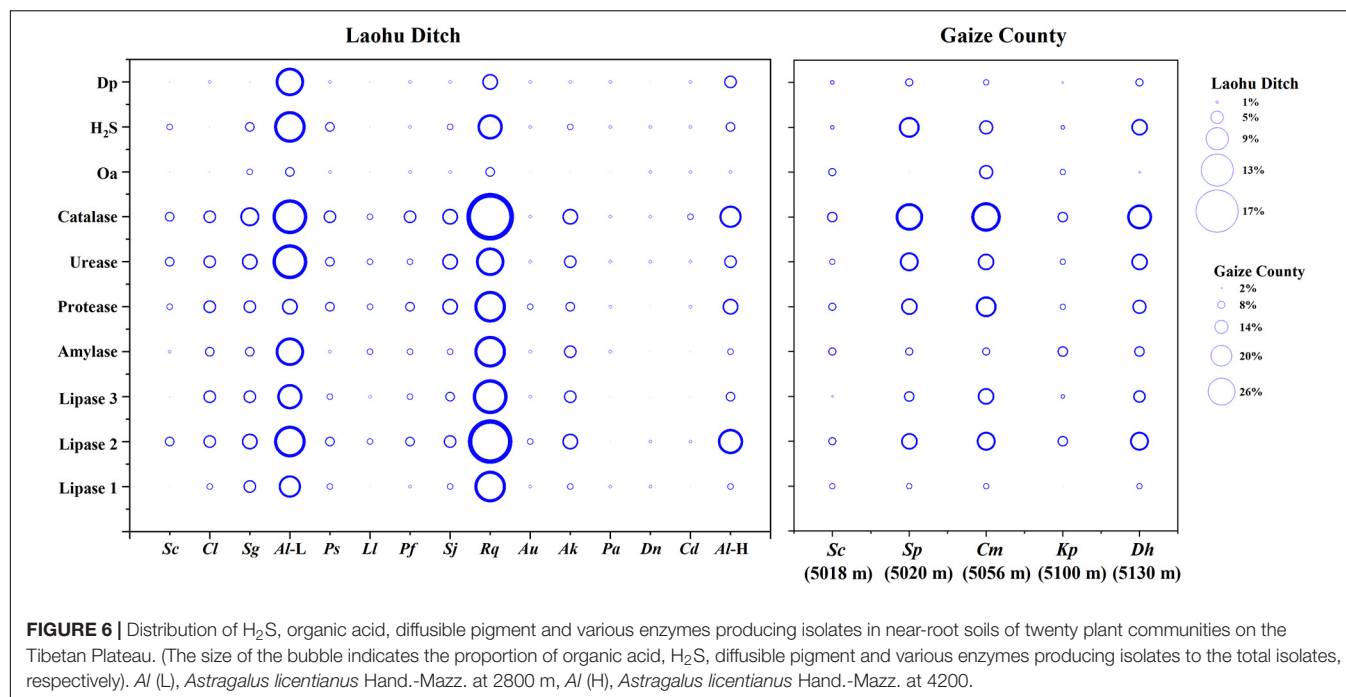 Laohu Ditch
Gaize County
Dp
H₂S
Oa
Catalase
Urease
Protease
Amylase
Lipase 3
Lipase 2
Lipase 1
Sc Cl Sg Al-L Ps Ll Pf Sj Rq Au Ak Pa Dn Cd Al-H
Sc Sp Cm Kp Dh
(5018 m) (5020 m) (5056 m) (5100 m) (5130 m)
Laohu Ditch
1%
5%
9%
13%
17%
Gaize County
2%
8%
14%
20%
26%
FIGURE 6 | Distribution of H₂S, organic acid, diffusible pigment and various enzymes producing isolates in near-root soils of twenty plant communities on the
Tibetan Plateau. (The size of the bubble indicates the proportion of organic acid, H₂S, diffusible pigment and various enzymes producing isolates to the total isolates,
respectively). Al (L), Astragalus licentianus Hand.-Mazz. at 2800 m, Al (H), Astragalus licentianus Hand.-Mazz. at 4200.